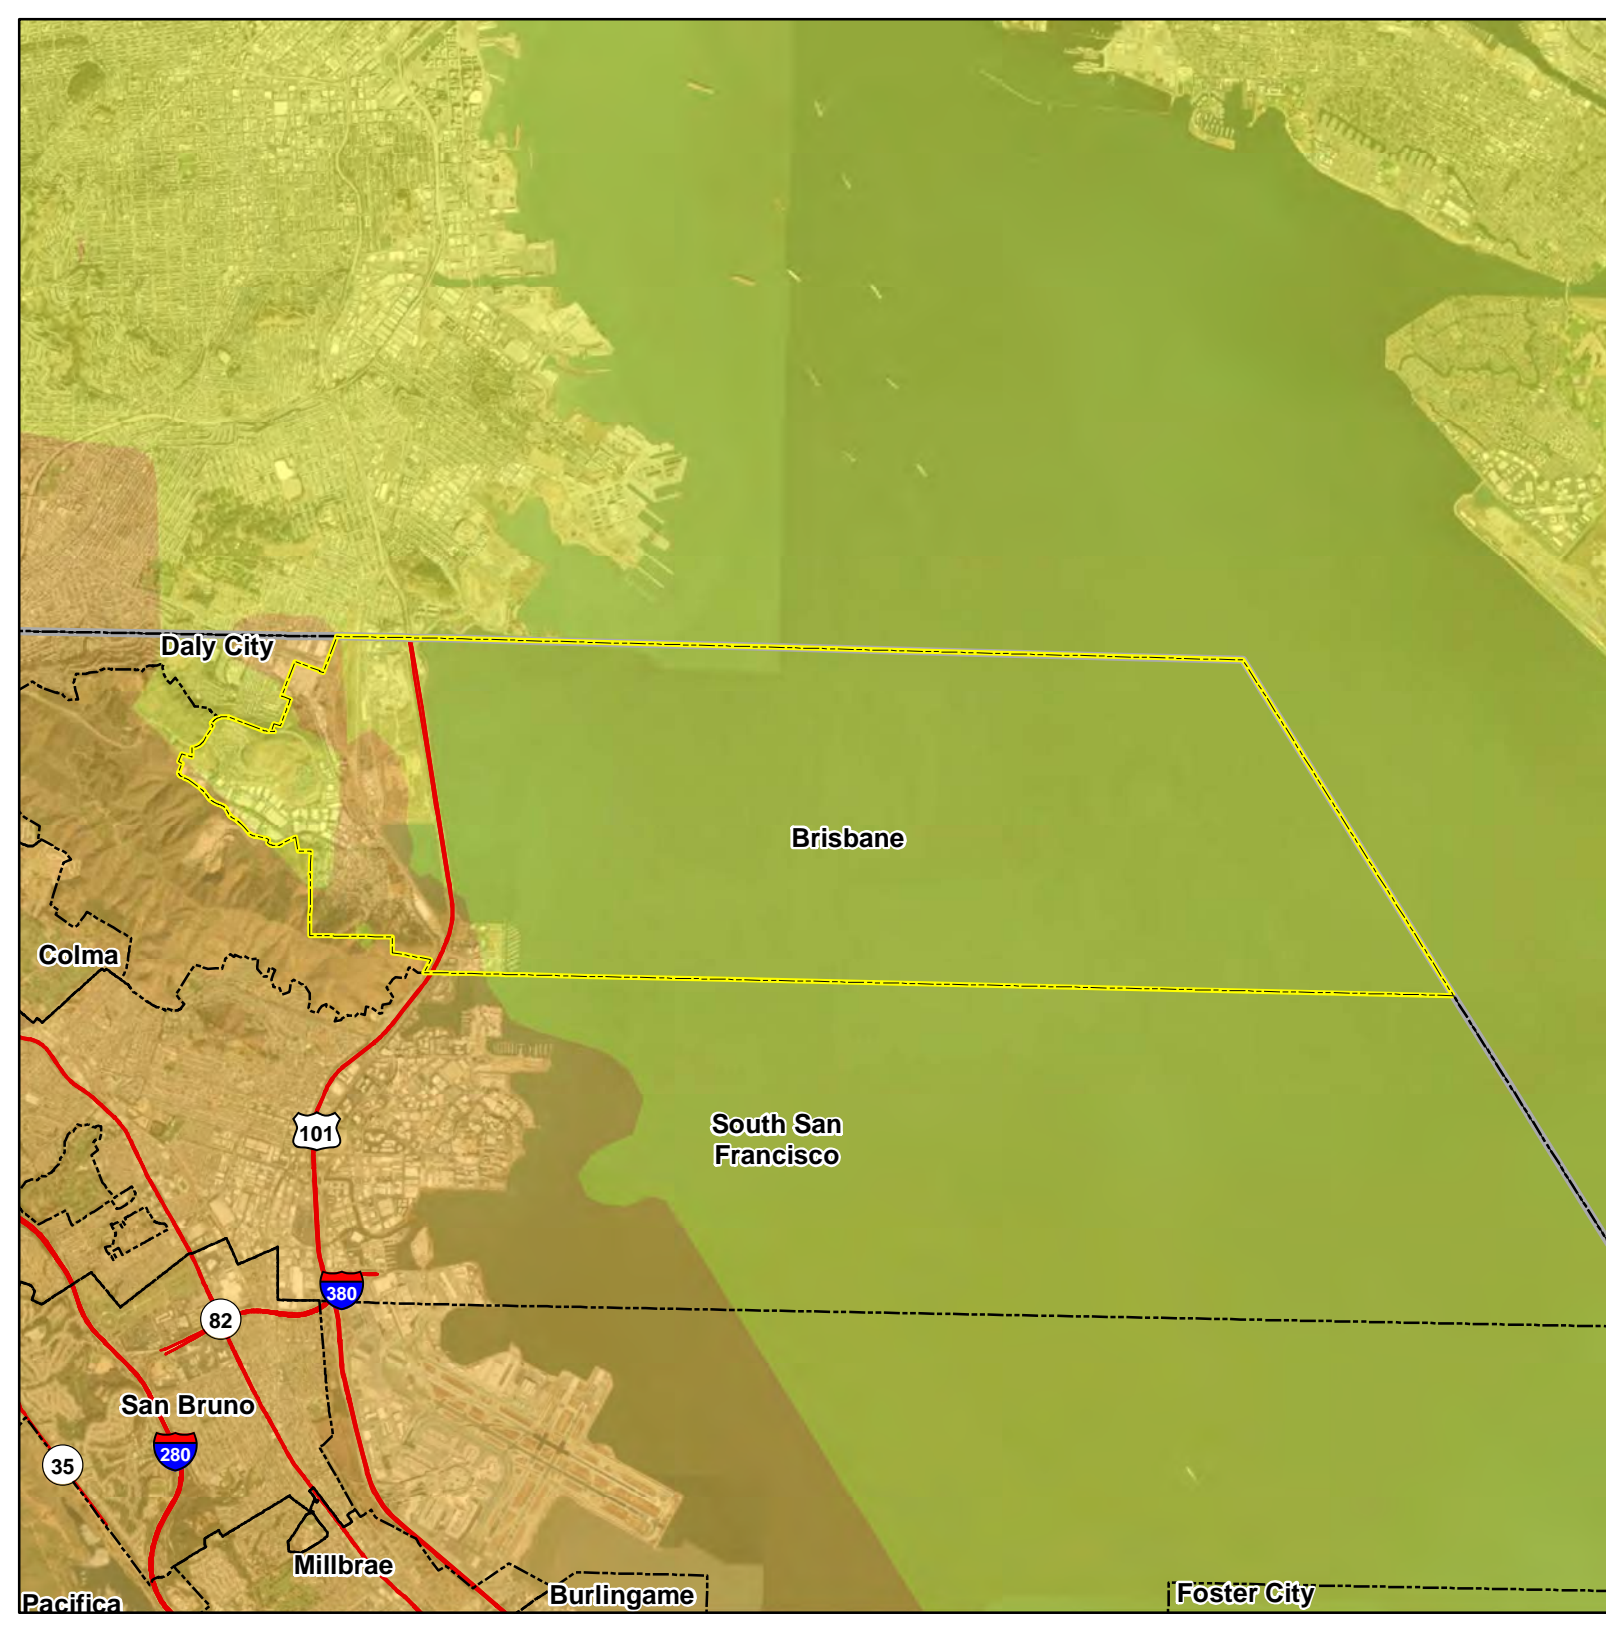 Daly City
Brisbane
Colma
South San
Francisco
101
380
82
San Bruno
280
35
Millbrae
Burlingame
Foster City
Pacifica